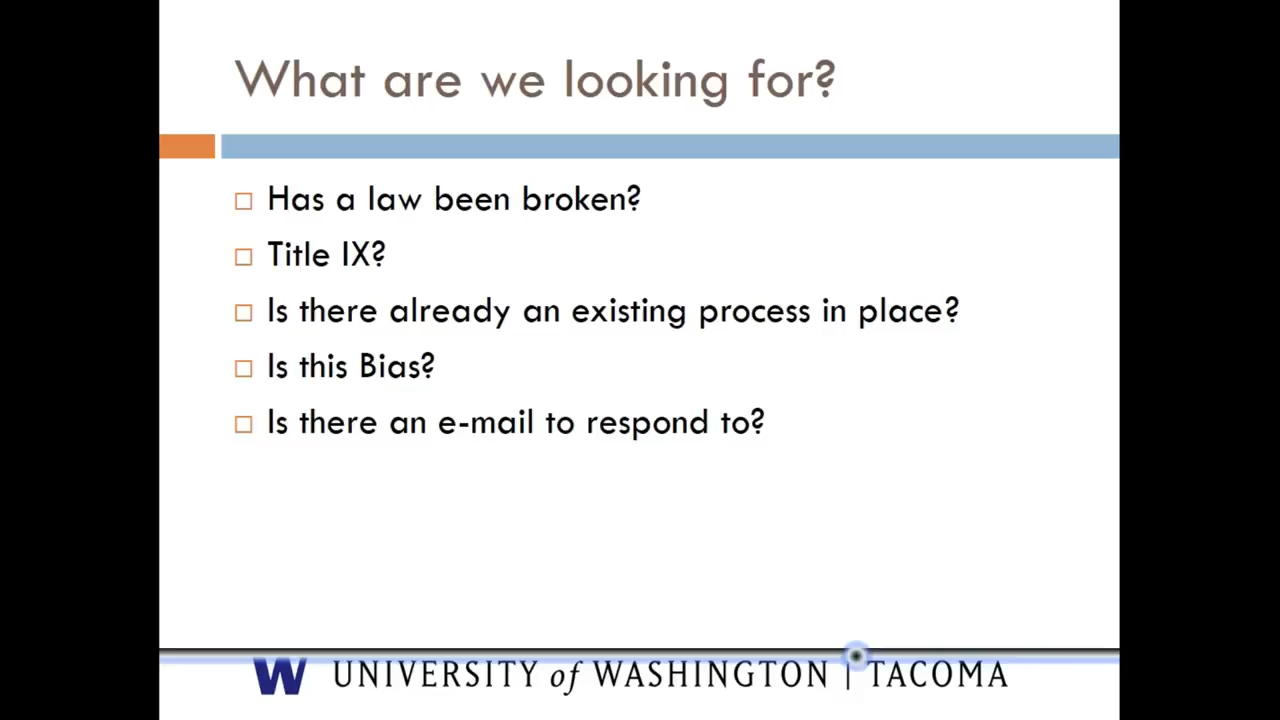 What are we looking for?
Has a law been broken?
Title IX?
Is there already an existing process in place?
Is this Bias?
Is there an e-mail to respond to?
W UNIVERSITY of WASHINGTON | TACOMA